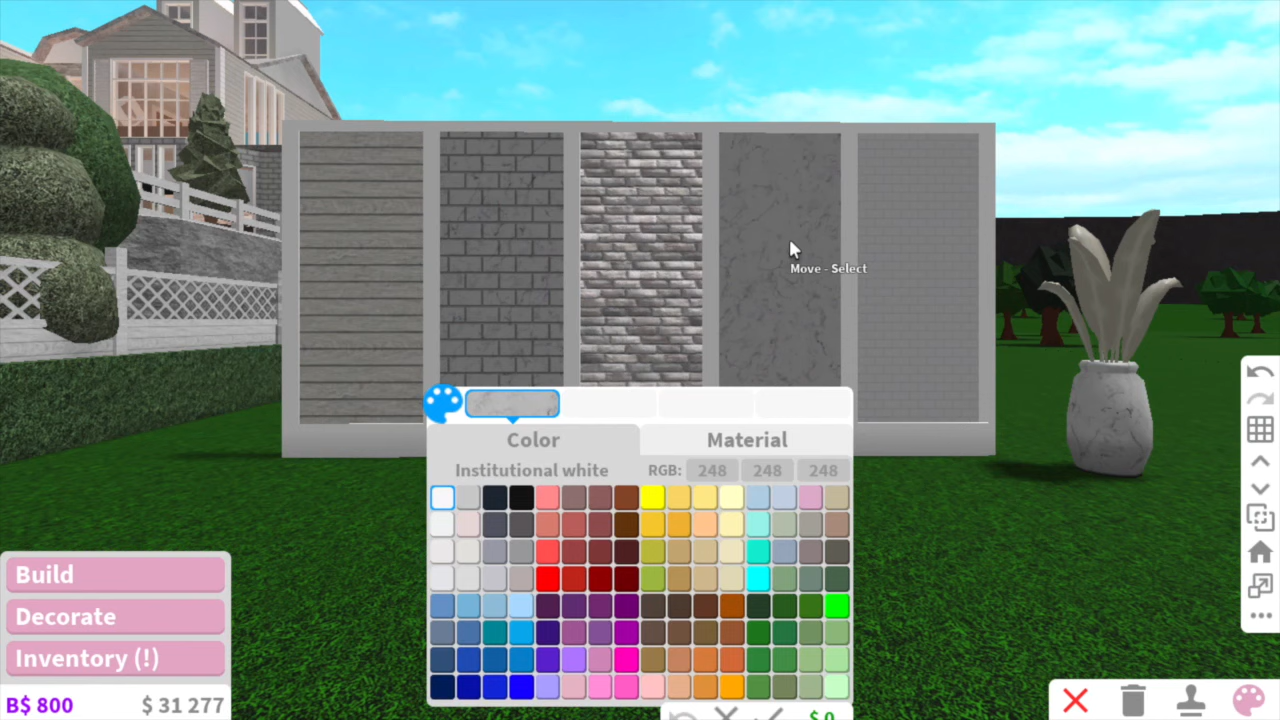 Move - Select
Color
Material
Institutional white
RGB: 248 248 248
Build
Decorate
Inventory (!)
B$ 800 $ 31 277
$ 0